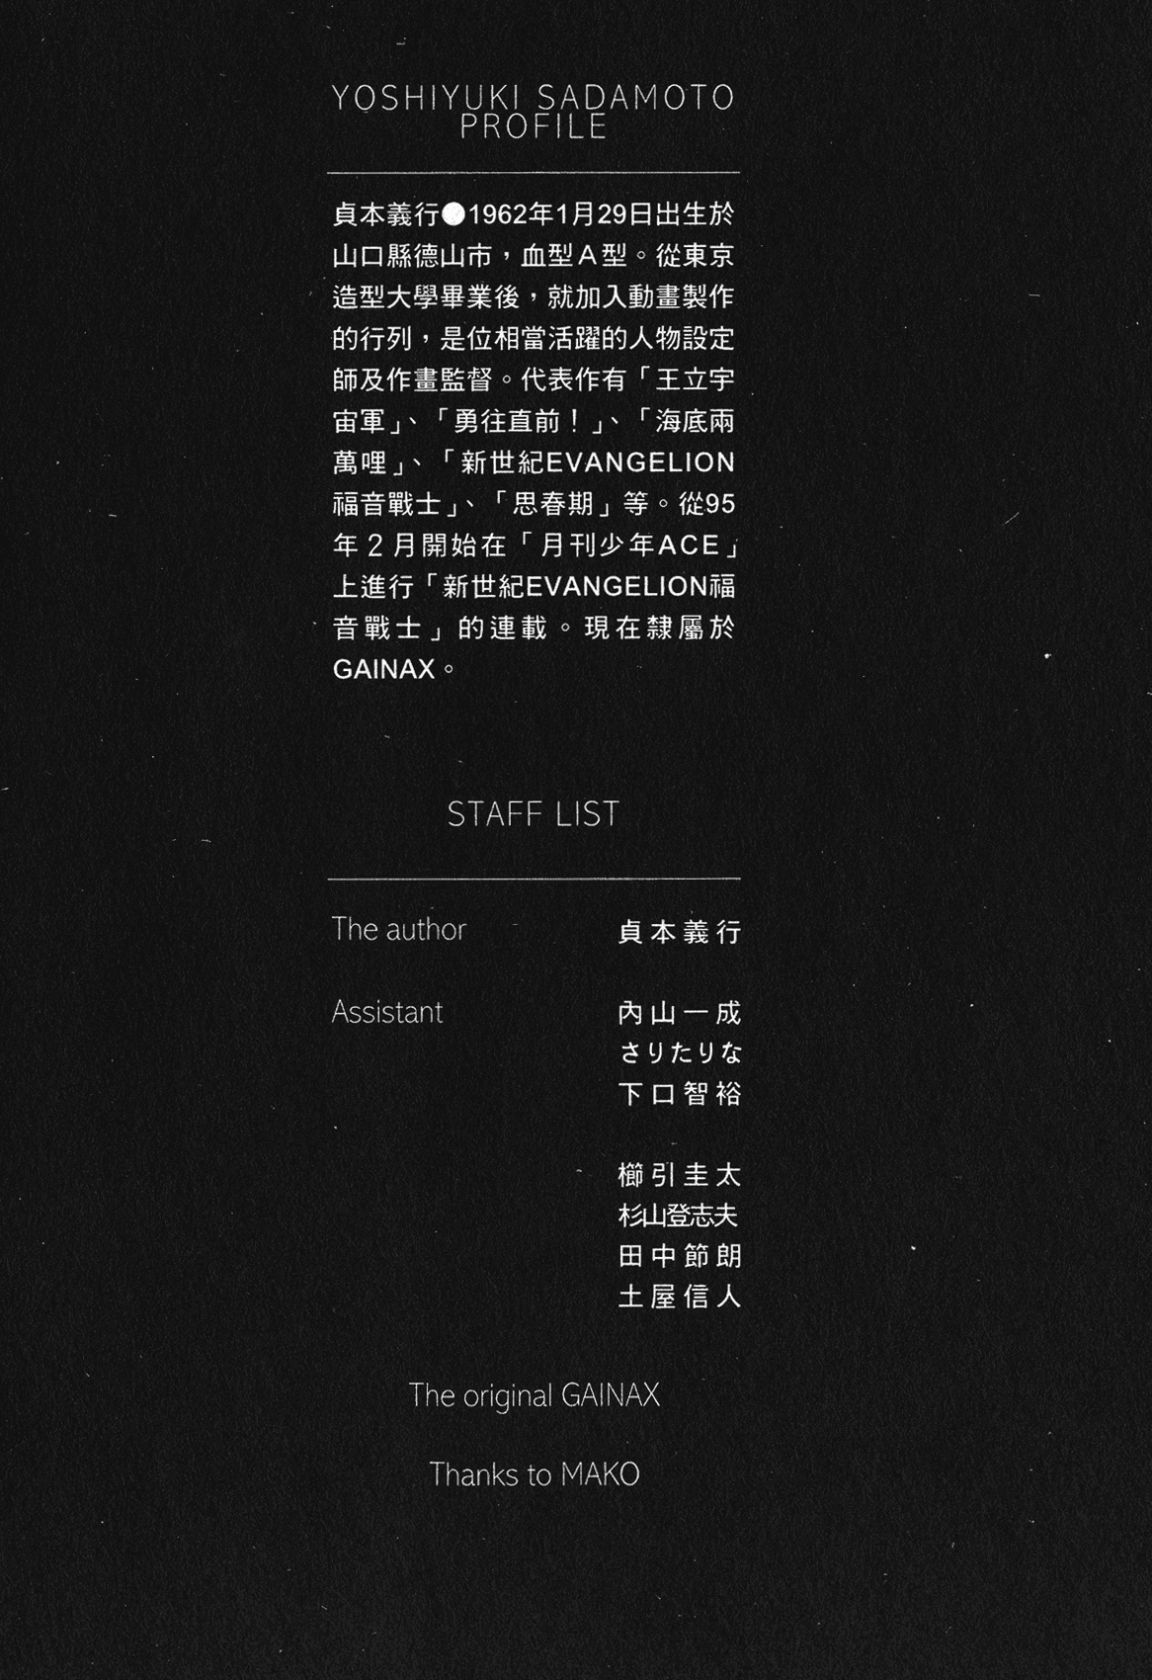 YOSHIYUKI SADAMOTO
PROFILE
貞本義行●1962年1月29日出生於
山口縣德山市，血型A型。從東京
造型大學畢業後，就加入動畫製作
的行列，是位相當活躍的人物設定
師及作畫監督。代表作有「王立宇
宙軍」、「勇往直前！」、「海底兩
萬哩」、「新世紀EVANGELION
福音戰士」、「思春期」等。從95
年2月開始在「月刊少年ACE」
上進行「新世紀EVANGELION福
音戰士」的連載。現在隸屬於
GAINAX。
STAFF LIST
The author 貞本義行
Assistant 內山一成
さりたりな
下口智裕
櫛引圭太
杉山登志夫
田中節朗
土屋信人
The original GAINAX
Thanks to MAKO